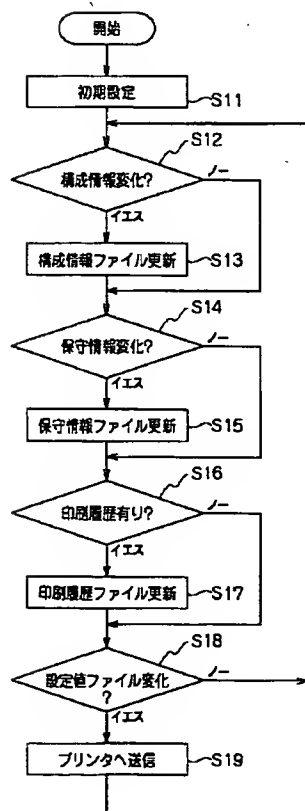 開始
初期設定
S11
S12
構成情報変化?
ノー
イエス
構成情報ファイル更新
S13
S14
保守情報変化?
ノー
イエス
保守情報ファイル更新
S15
S16
印刷履歴有り?
ノー
イエス
印刷履歴ファイル更新
S17
S18
設定値ファイル変化
?
ノー
イエス
プリンタへ送信
S19